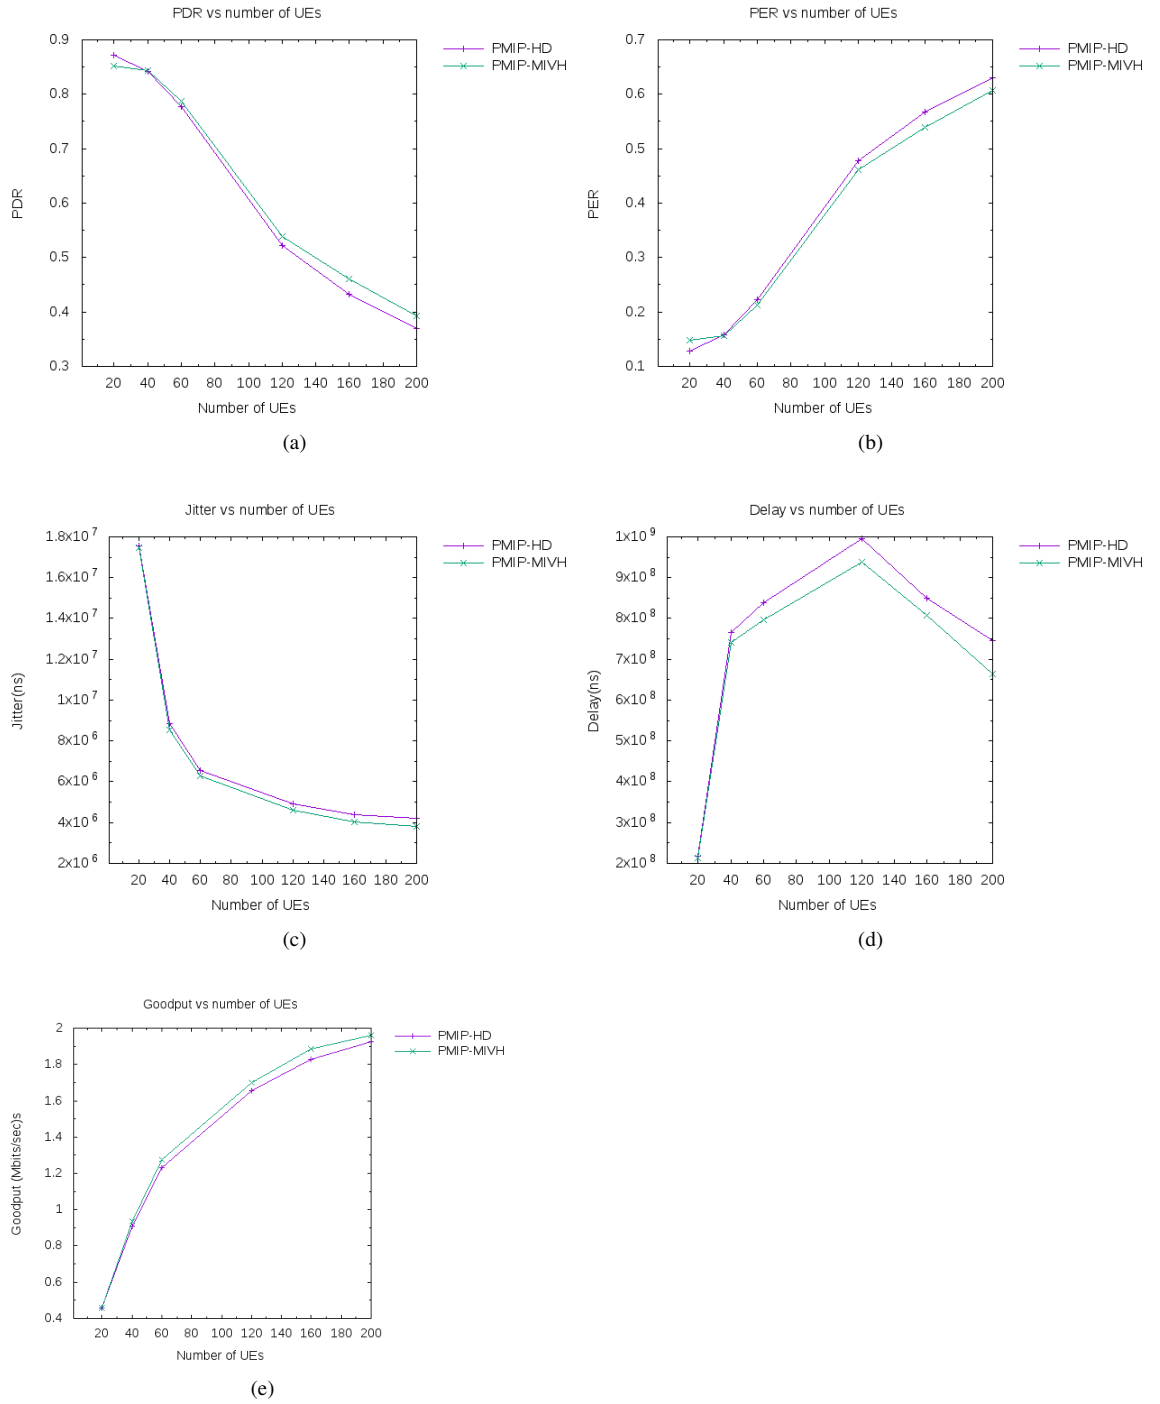 PDR vs number of UEs
0.9
0.8
0.7
0.6
0.5
0.4
0.3
PDR
20 40 60 80 100 120 140 160 180 200
Number of UEs
PMIP-HD
PMIP-MIVH
(a)
PER vs number of UEs
0.7
0.6
0.5
0.4
0.3
0.2
0.1
PER
20 40 60 80 100 120 140 160 180 200
Number of UEs
PMIP-HD
PMIP-MIVH
(b)
Jitter vs number of UEs
1.8x10^7
1.6x10^7
1.4x10^7
1.2x10^7
1x10^7
8x10^6
6x10^6
4x10^6
2x10^6
Jitter(ns)
20 40 60 80 100 120 140 160 180 200
Number of UEs
PMIP-HD
PMIP-MIVH
(c)
Delay vs number of UEs
1x10^9
9x10^8
8x10^8
7x10^8
6x10^8
5x10^8
4x10^8
3x10^8
2x10^8
Delay(ns)
20 40 60 80 100 120 140 160 180 200
Number of UEs
PMIP-HD
PMIP-MIVH
(d)
Goodput vs number of UEs
2
1.8
1.6
1.4
1.2
1
0.8
0.6
0.4
Goodput (Mbits/sec)s
20 40 60 80 100 120 140 160 180 200
Number of UEs
PMIP-HD
PMIP-MIVH
(e)